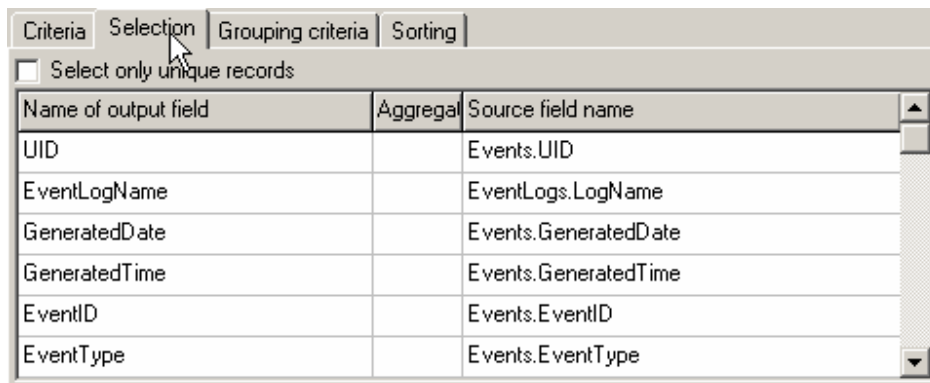 Criteria Selection Grouping criteria Sorting
Select only unique records
Name of output field Aggregat Source field name
UID Events.UID
EventLogName EventLogs.LogName
GeneratedDate Events.GeneratedDate
GeneratedTime Events.GeneratedTime
EventID Events.EventID
EventType Events.EventType